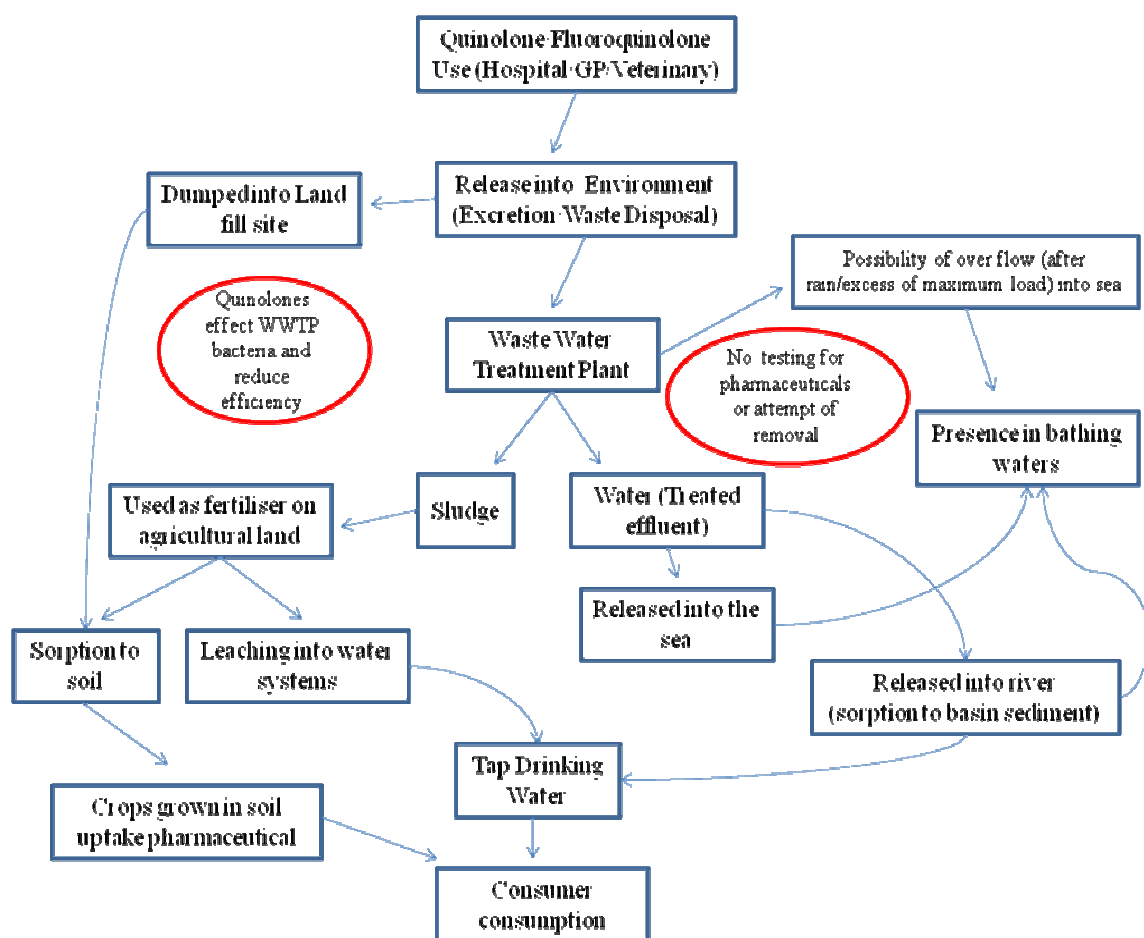 Quinolone·Fluoroquinolone
Use (Hospital·GP/Veterinary)
Release into Environment
(Excretion·Waste Disposal)
Dumped into Land
fill site
Possibility of over flow (after
rain/excess of maximum load) into sea
Quinolones
effect WWTP
bacteria and
reduce
efficiency
Waste Water
Treatment Plant
No testing for
pharmaceuticals
or attempt of
removal
Presence in bathing
waters
Used as fertiliser on
agricultural land
Sludge
Water (Treated
effluent)
Released into the
sea
Sorption to
soil
Leaching into water
systems
Released into river
(sorption to basin sediment)
Tap Drinking
Water
Crops grown in soil
uptake pharmaceutical
Consumer
consumption